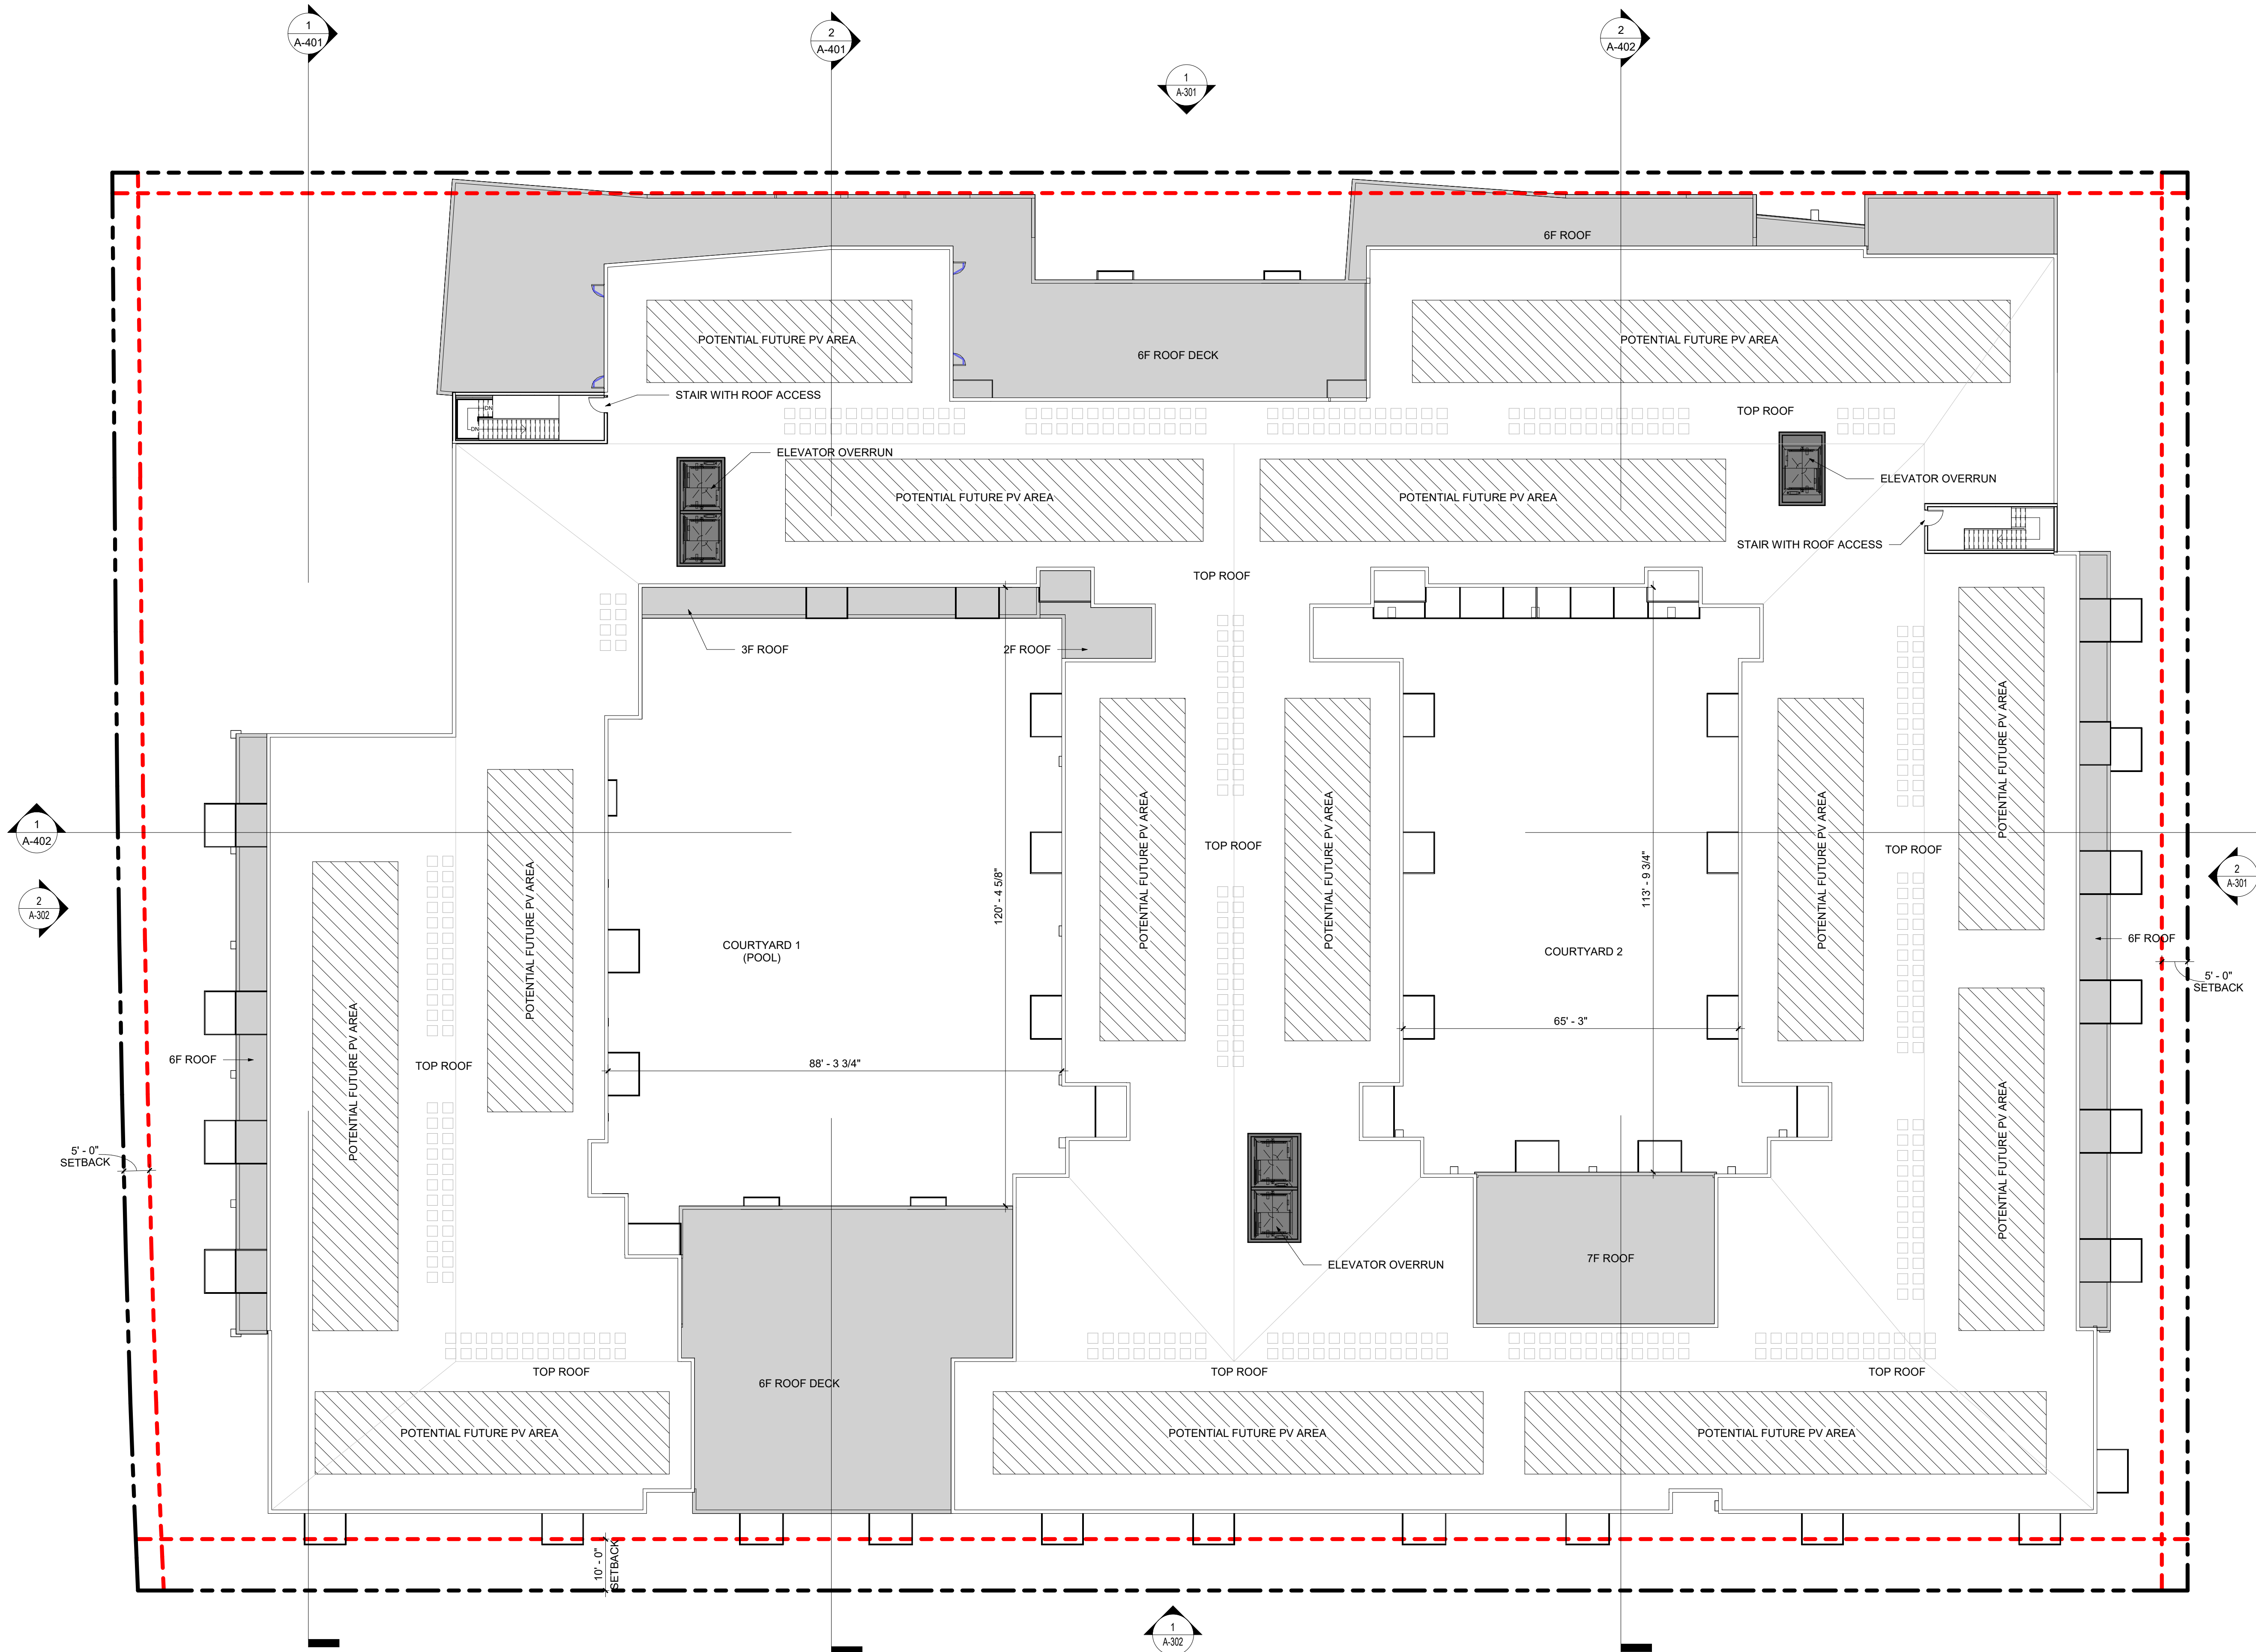 1
A-401
2
A-401
2
A-402
1
A-301
6F ROOF
POTENTIAL FUTURE PV AREA
POTENTIAL FUTURE PV AREA
6F ROOF DECK
STAIR WITH ROOF ACCESS
DN
DN
TOP ROOF
ELEVATOR OVERRUN
ELEVATOR OVERRUN
POTENTIAL FUTURE PV AREA
POTENTIAL FUTURE PV AREA
STAIR WITH ROOF ACCESS
TOP ROOF
3F ROOF
2F ROOF
POTENTIAL FUTURE PV AREA
1
A-402
POTENTIAL FUTURE PV AREA
POTENTIAL FUTURE PV AREA
POTENTIAL FUTURE PV AREA
TOP ROOF
TOP ROOF
2
A-301
2
A-302
120' - 4 5/8"
113' - 9 3/4"
POTENTIAL FUTURE PV AREA
COURTYARD 1
(POOL)
COURTYARD 2
6F ROOF
5' - 0"
SETBACK
65' - 3"
6F ROOF
TOP ROOF
88' - 3 3/4"
POTENTIAL FUTURE PV AREA
POTENTIAL FUTURE PV AREA
5' - 0"
SETBACK
ELEVATOR OVERRUN
7F ROOF
TOP ROOF
6F ROOF DECK
TOP ROOF
TOP ROOF
POTENTIAL FUTURE PV AREA
POTENTIAL FUTURE PV AREA
POTENTIAL FUTURE PV AREA
10' - 0"
SETBACK
1
A-302